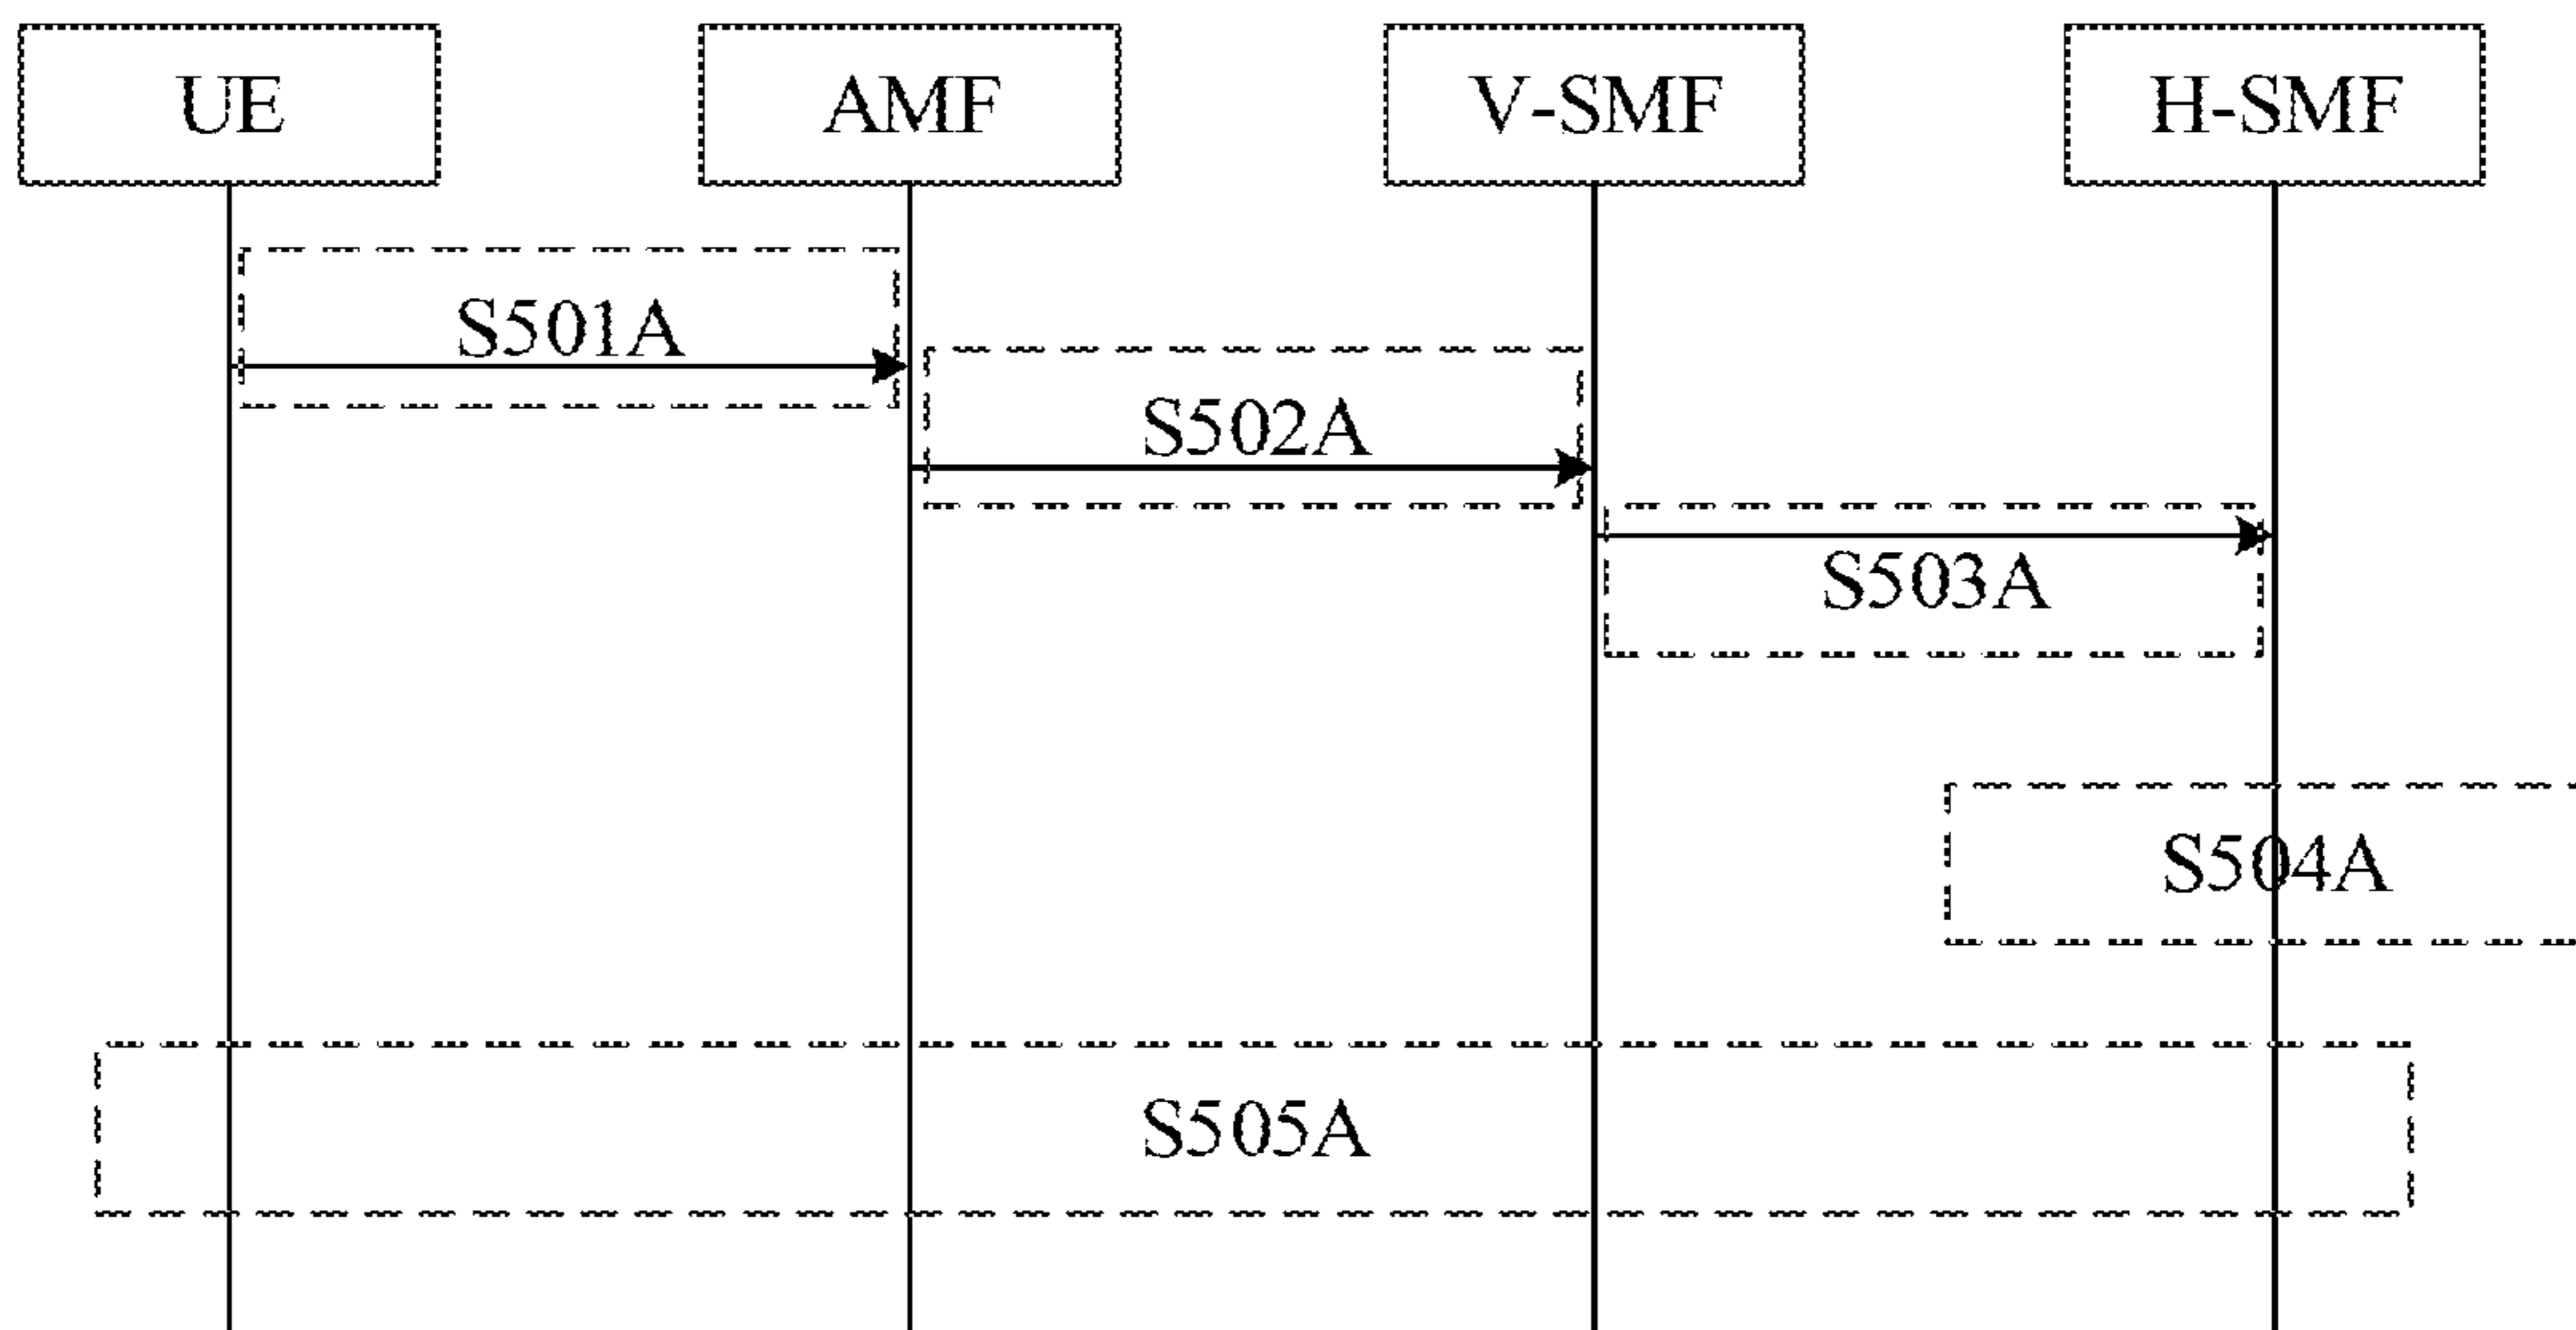 UE AMF V-SMF H-SMF
S501A
S502A
S503A
S504A
S505A